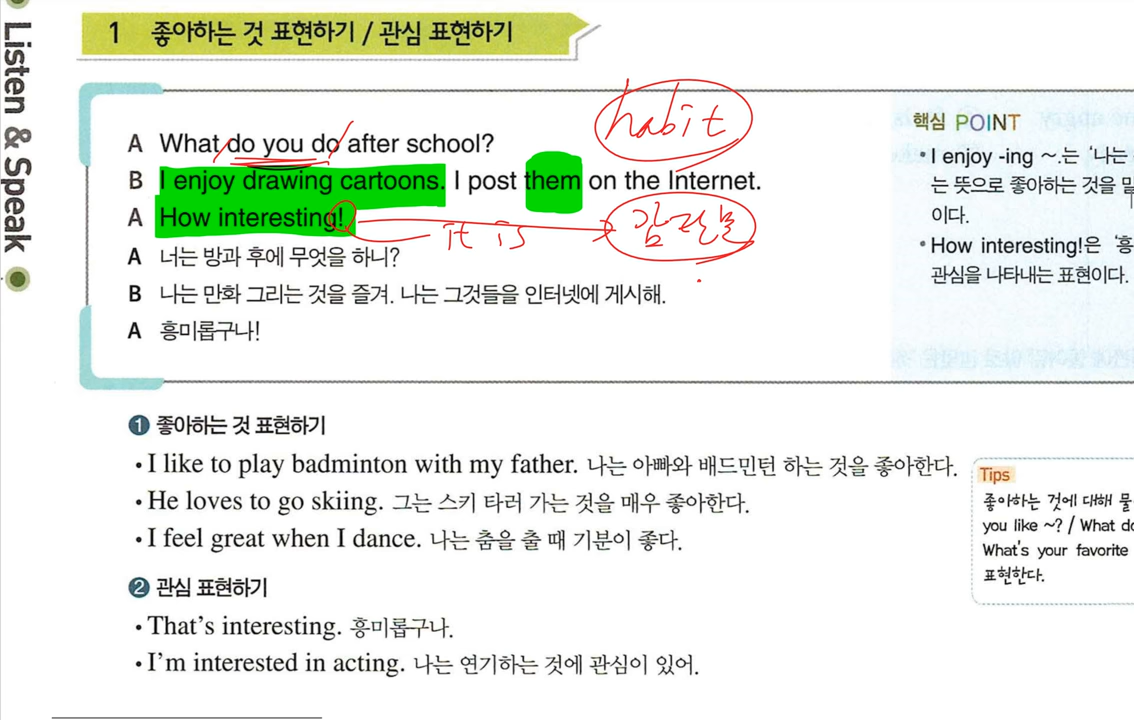 Listen & Speak
1 좋아하는 것 표현하기 / 관심 표현하기
A What do you do after school?
habit
B I enjoy drawing cartoons. I post them on the Internet.
A How interesting!
it is
감탄문
A 너는 방과 후에 무엇을 하니?
B 나는 만화 그리는 것을 즐겨. 나는 그것들을 인터넷에 게시해.
A 흥미롭구나!
핵심 POINT
• I enjoy -ing ~.는 ‘나는
는 뜻으로 좋아하는 것을 말
이다.
• How interesting!은 ‘흥
관심을 나타내는 표현이다.
1 좋아하는 것 표현하기
• I like to play badminton with my father. 나는 아빠와 배드민턴 하는 것을 좋아한다.
• He loves to go skiing. 그는 스키 타러 가는 것을 매우 좋아한다.
• I feel great when I dance. 나는 춤을 출 때 기분이 좋다.
2 관심 표현하기
• That’s interesting. 흥미롭구나.
• I’m interested in acting. 나는 연기하는 것에 관심이 있어.
Tips
좋아하는 것에 대해 물
you like ~? / What do
What’s your favorite
표현한다.